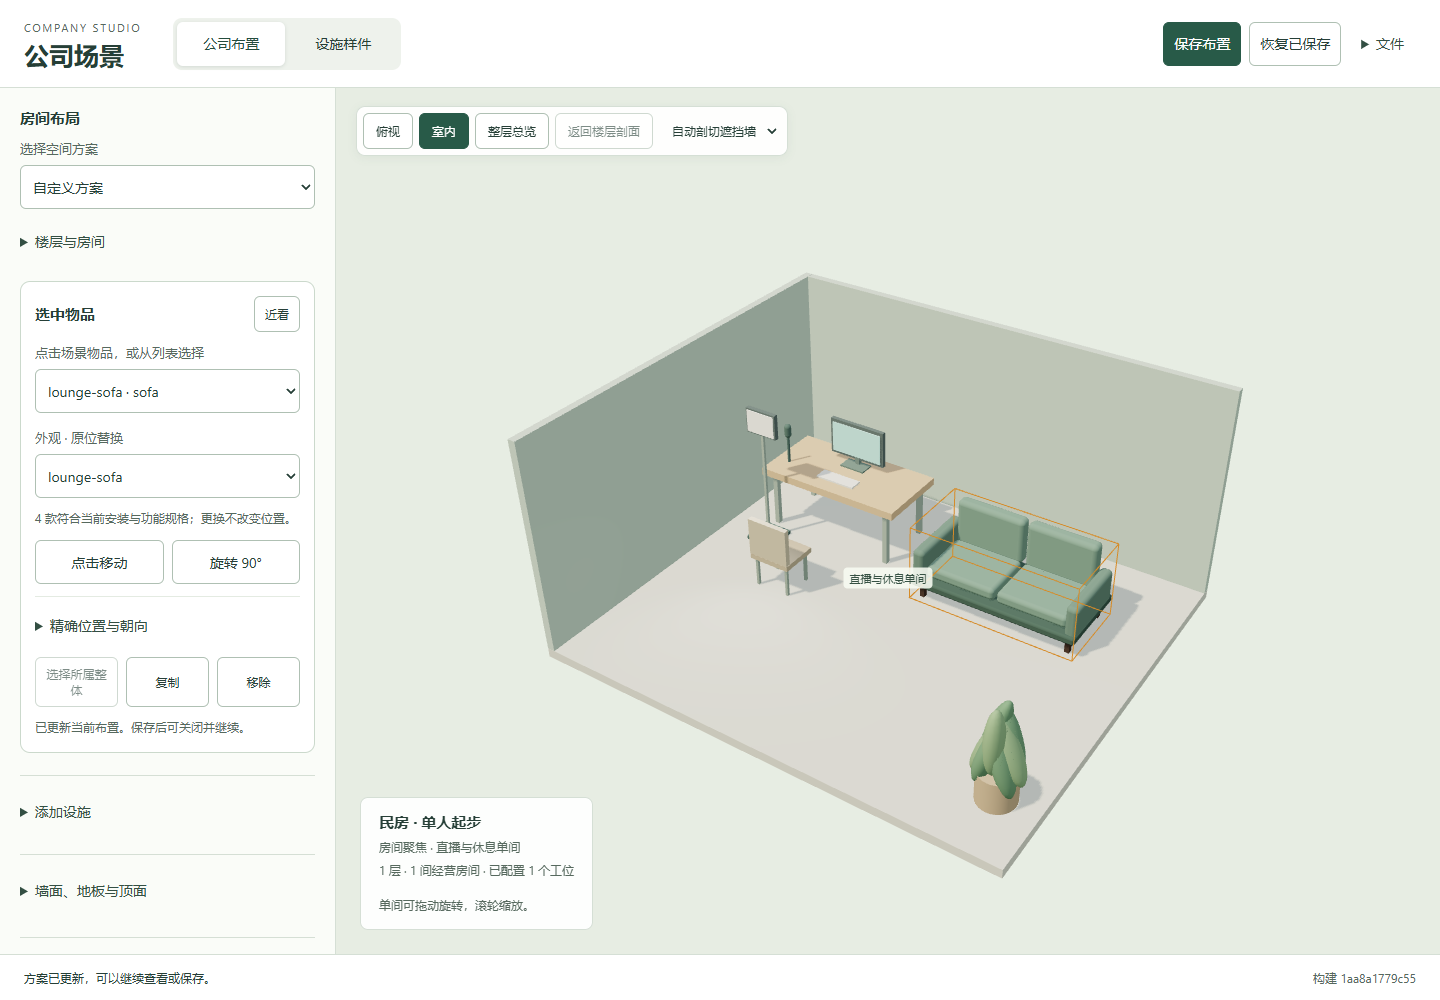 COMPANY STUDIO
公司场景
公司布置
设施样件
保存布置
恢复已保存
▶ 文件
房间布局
选择空间方案
自定义方案
▶ 楼层与房间
选中物品
近看
点击场景物品，或从列表选择
lounge-sofa · sofa
外观 · 原位替换
lounge-sofa
4 款符合当前安装与功能规格；更换不改变位置。
点击移动
旋转 90°
▶ 精确位置与朝向
选择所属整体
复制
移除
已更新当前布置。保存后可关闭并继续。
▶ 添加设施
▶ 墙面、地板与顶面
俯视
室内
整层总览
返回楼层剖面
自动剖切遮挡墙
直播与休息单间
民房 · 单人起步
房间聚焦 · 直播与休息单间
1 层 · 1 间经营房间 · 已配置 1 个工位
单间可拖动旋转，滚轮缩放。
方案已更新，可以继续查看或保存。
构建 1aa8a1779c55